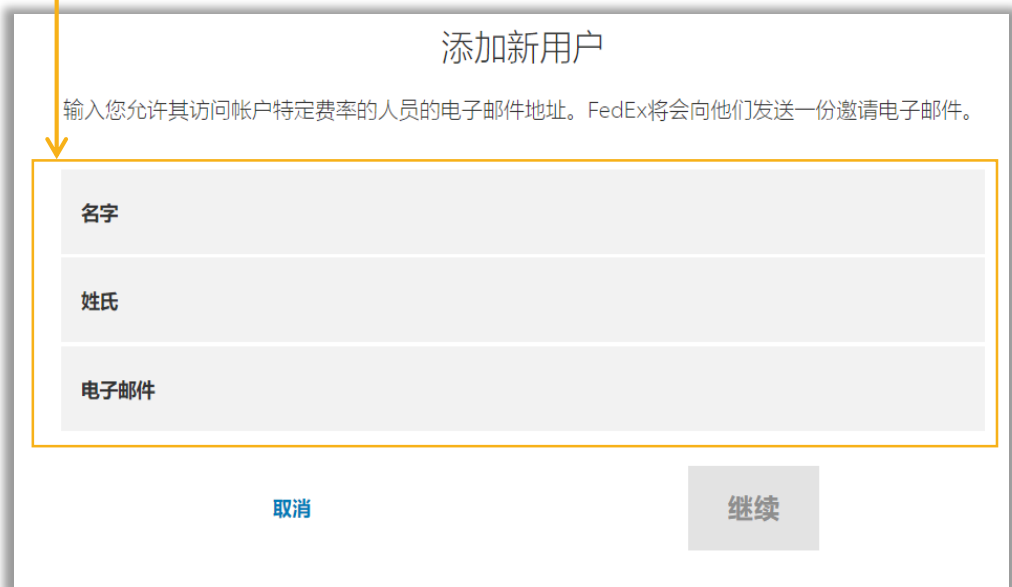 添加新用户
输入您允许其访问帐户特定费率的人员的电子邮件地址。FedEx将会向他们发送一份邀请电子邮件。
名字
姓氏
电子邮件
取消
继续